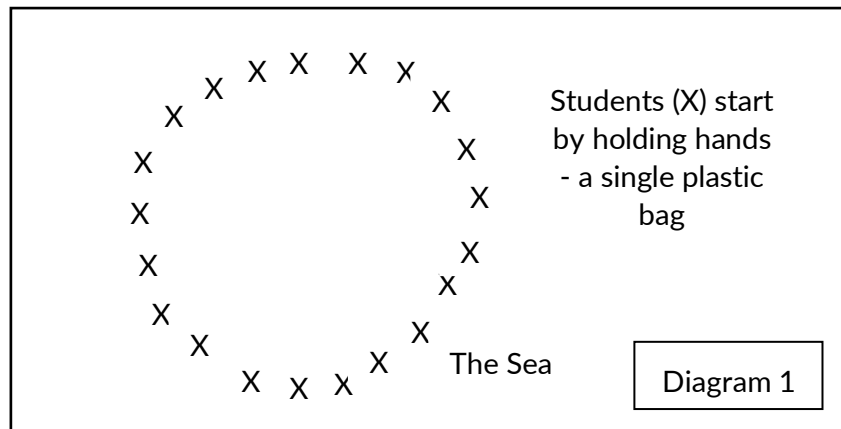 X X X X
X X
X
X X
X X
X X
X
X
X X
X
X X X
Students (X) start
by holding hands
- a single plastic
bag
The Sea
Diagram 1